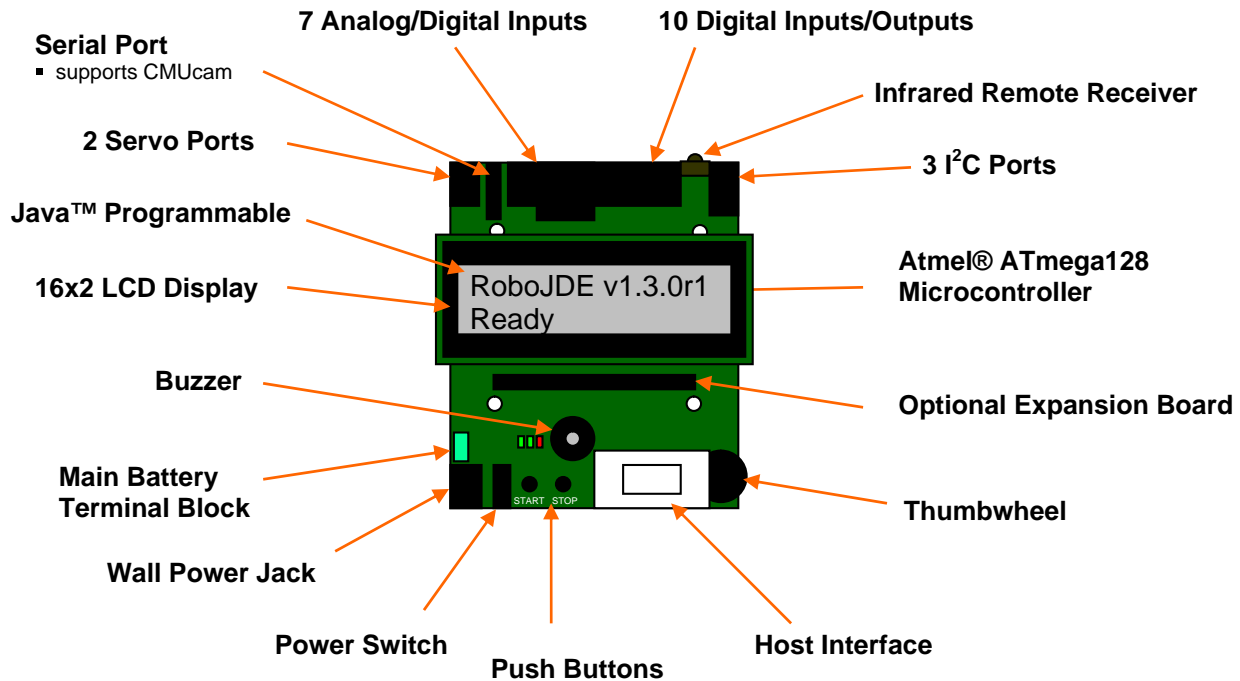 7 Analog/Digital Inputs
10 Digital Inputs/Outputs
Serial Port
▪ supports CMUcam
Infrared Remote Receiver
2 Servo Ports
3 I²C Ports
Java™ Programmable
Atmel® ATmega128
Microcontroller
16x2 LCD Display
RoboJDE v1.3.0r1
Ready
Buzzer
Optional Expansion Board
Main Battery
Terminal Block
START STOP
Thumbwheel
Wall Power Jack
Power Switch
Push Buttons
Host Interface